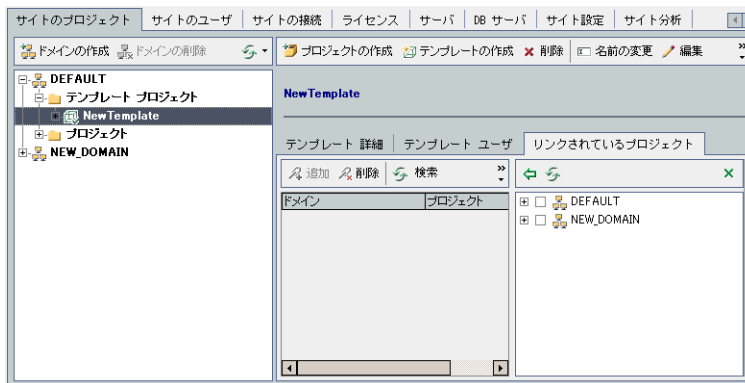 サイトのプロジェクト サイトのユーザ サイトの接続 ライセンス サーバ DB サーバ サイト設定 サイト分析
ドメインの作成 ドメインの削除 プロジェクトの作成 テンプレートの作成 削除 名前の変更 編集
DEFAULT
テンプレート プロジェクト
NewTemplate
プロジェクト
NEW_DOMAIN
NewTemplate
テンプレート 詳細 テンプレート ユーザ リンクされているプロジェクト
追加 削除 検索
ドメイン プロジェクト
DEFAULT
NEW_DOMAIN